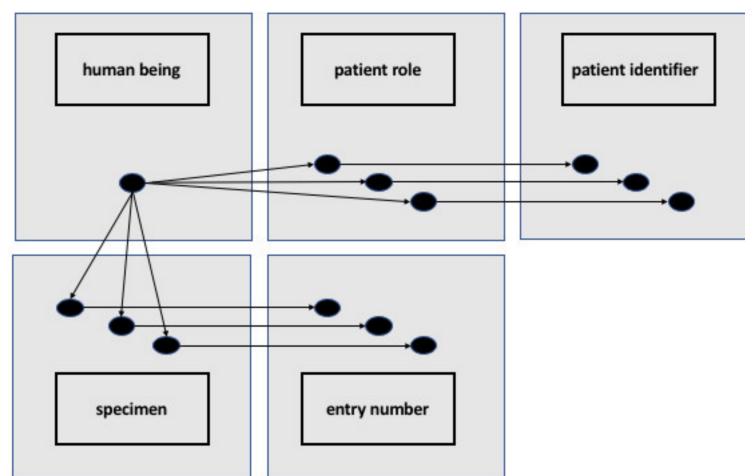 human being
patient role
patient identifier
specimen
entry number